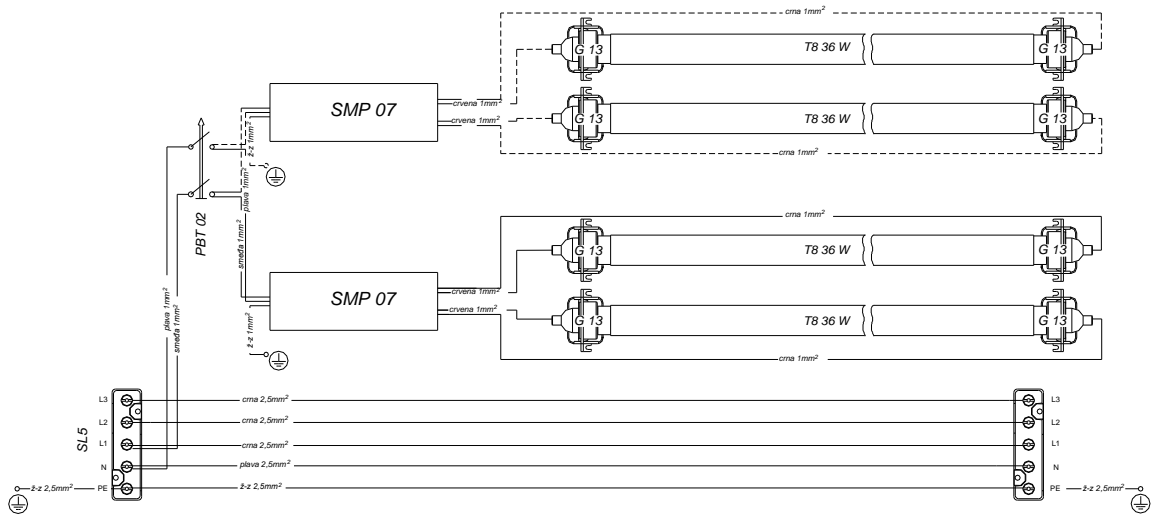 crna 1mm²
G 13
T8 36 W
G 13
SMP 07
crvena 1mm²
crvena 1mm²
G 13
T8 36 W
G 13
crna 1mm²
ž-z 1mm²
plava 1mm²
smeđa 1mm²
PBT 02
crna 1mm²
G 13
T8 36 W
G 13
SMP 07
crvena 1mm²
crvena 1mm²
G 13
T8 36 W
G 13
crna 1mm²
plava 1mm²
smeđa 1mm²
ž-z 1mm²
SL5
L3 crna 2,5mm² L3
L2 crna 2,5mm² L2
L1 crna 2,5mm² L1
N plava 2,5mm² N
ž-z 2,5mm² PE ž-z 2,5mm² PE ž-z 2,5mm²